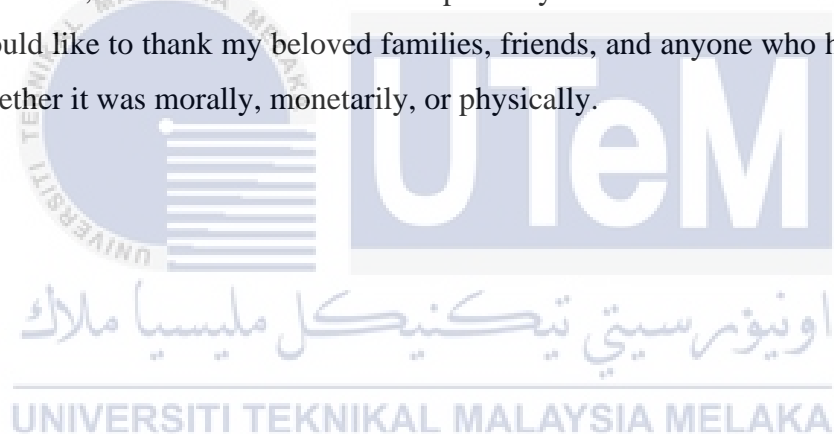 ould like to thank my beloved families, friends, and anyone who h
ether it was morally, monetarily, or physically.
UTeM
اونيۏرسيتي تيكنيكل مليسيا ملاك
UNIVERSITI TEKNIKAL MALAYSIA MELAKA